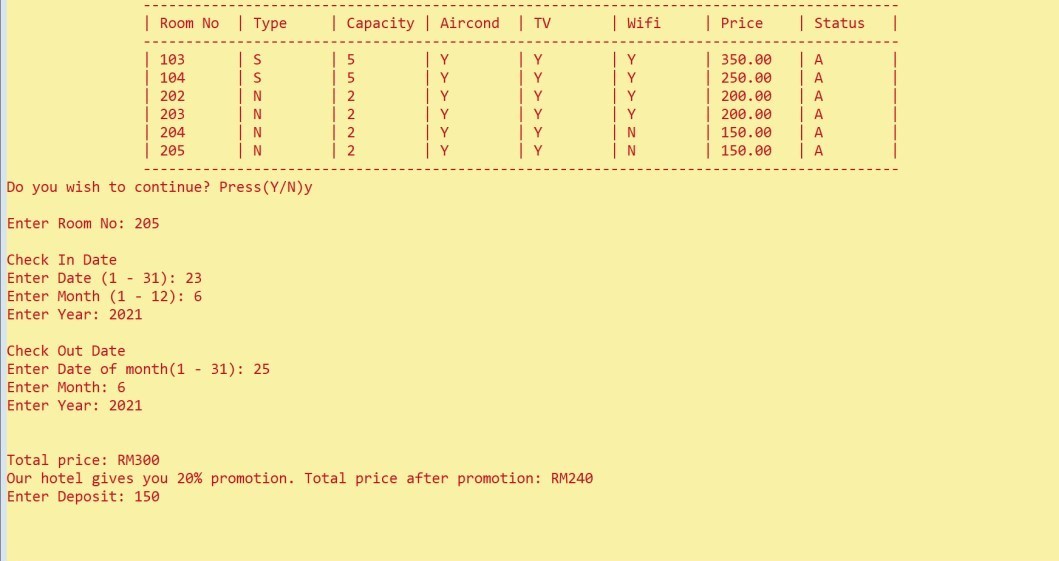 | Room No | Type | Capacity | Aircond | TV | Wifi | Price | Status |
| 103 | S | 5 | Y | Y | Y | 350.00 | A |
| 104 | S | 5 | Y | Y | Y | 250.00 | A |
| 202 | N | 2 | Y | Y | Y | 200.00 | A |
| 203 | N | 2 | Y | Y | Y | 200.00 | A |
| 204 | N | 2 | Y | Y | N | 150.00 | A |
| 205 | N | 2 | Y | Y | N | 150.00 | A |
Do you wish to continue? Press(Y/N)y
Enter Room No: 205
Check In Date
Enter Date (1 - 31): 23
Enter Month (1 - 12): 6
Enter Year: 2021
Check Out Date
Enter Date of month(1 - 31): 25
Enter Month: 6
Enter Year: 2021
Total price: RM300
Our hotel gives you 20% promotion. Total price after promotion: RM240
Enter Deposit: 150